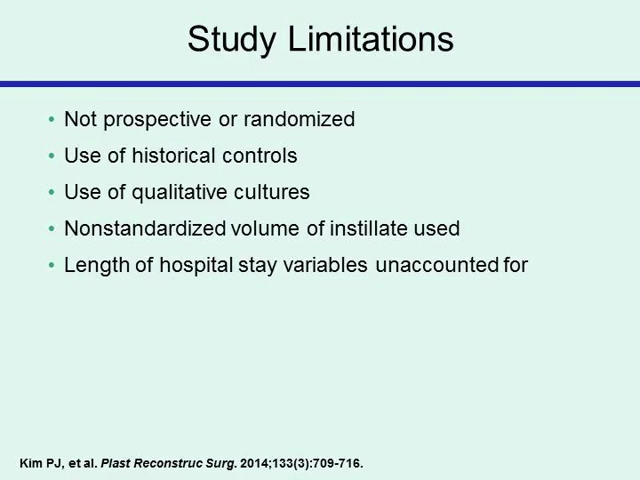 Study Limitations
• Not prospective or randomized
• Use of historical controls
• Use of qualitative cultures
• Nonstandardized volume of instillate used
• Length of hospital stay variables unaccounted for
Kim PJ, et al. Plast Reconstruc Surg. 2014;133(3):709-716.